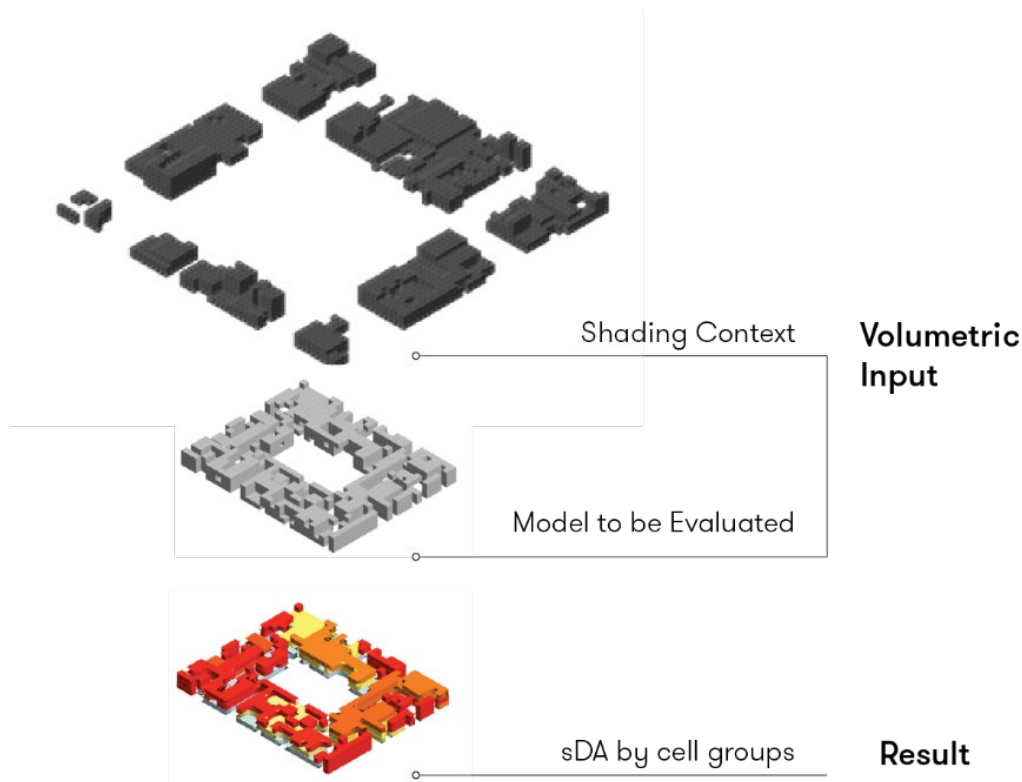 Shading Context
Volumetric
Input
Model to be Evaluated
sDA by cell groups
Result